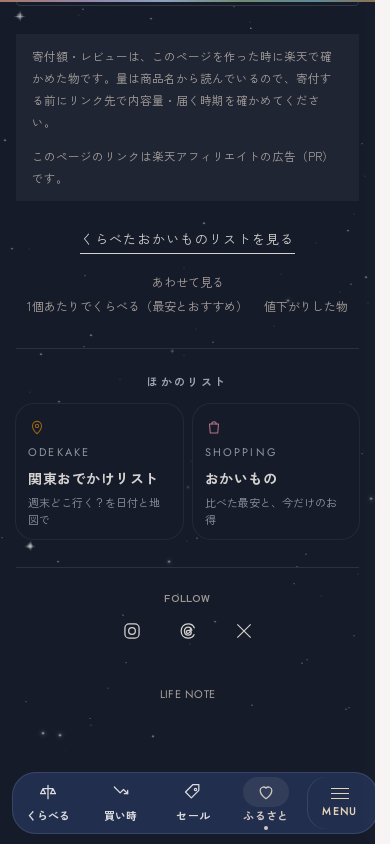 寄付額・レビューは、このページを作った時に楽天で確
かめた物です。量は商品名から読んでいるので、寄付す
る前にリンク先で内容量・届く時期を確かめてくださ
い。
このページのリンクは楽天アフィリエイトの広告（PR）
です。
くらべたおかいものリストを見る
あわせて見る
1個あたりでくらべる（最安とおすすめ） 値下がりした物
ほかのリスト
ODEKAKE
関東おでかけリスト
週末どこ行く？を日付と地
図で
SHOPPING
おかいもの
比べた最安と、今だけのお
得
FOLLOW
LIFE NOTE
くらべる 買い時 セール ふるさと MENU